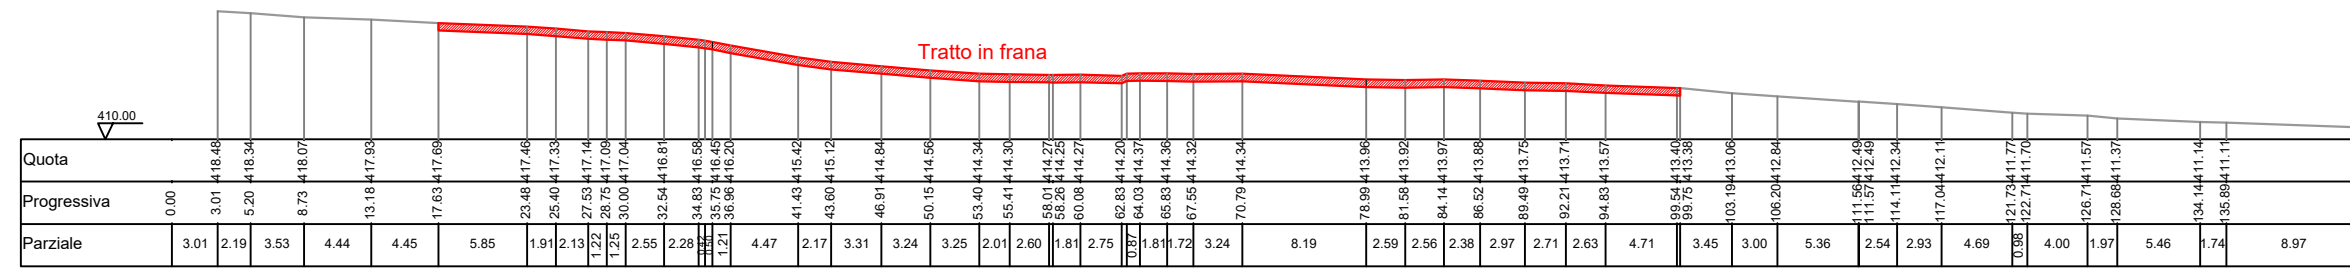 Tratto in frana
410.00
Quota 418.48 418.34 418.07 417.93 417.69 417.46 417.33 417.14 417.09 417.04 416.81 416.58 416.45 416.20 415.42 415.12 414.84 414.56 414.34 414.30 414.27 414.25 414.27 414.20 414.37 414.36 414.32 414.34 413.96 413.92 413.97 413.88 413.75 413.71 413.57 413.40 413.38 413.06 412.84 412.49 412.49 412.34 412.11 411.77 411.70 411.57 411.37 411.14 411.11
Progressiva 0.00 3.01 5.20 8.73 13.18 17.63 23.48 25.40 27.53 28.75 30.00 32.54 34.83 35.75 36.96 41.43 43.60 46.91 50.15 53.40 55.41 58.01 58.26 60.08 62.83 64.03 65.83 67.55 70.79 78.99 81.58 84.14 86.52 89.49 92.21 94.83 99.54 99.75 103.19 106.20 111.56 111.57 114.11 117.04 121.73 122.71 126.71 128.68 134.14 135.89
Parziale 3.01 2.19 3.53 4.44 4.45 5.85 1.91 2.13 1.22 1.25 2.55 2.28 0.42 0.50 1.21 4.47 2.17 3.31 3.24 3.25 2.01 2.60 1.81 2.75 0.87 1.81 1.72 3.24 8.19 2.59 2.56 2.38 2.97 2.71 2.63 4.71 3.45 3.00 5.36 2.54 2.93 4.69 0.98 4.00 1.97 5.46 1.74 8.97